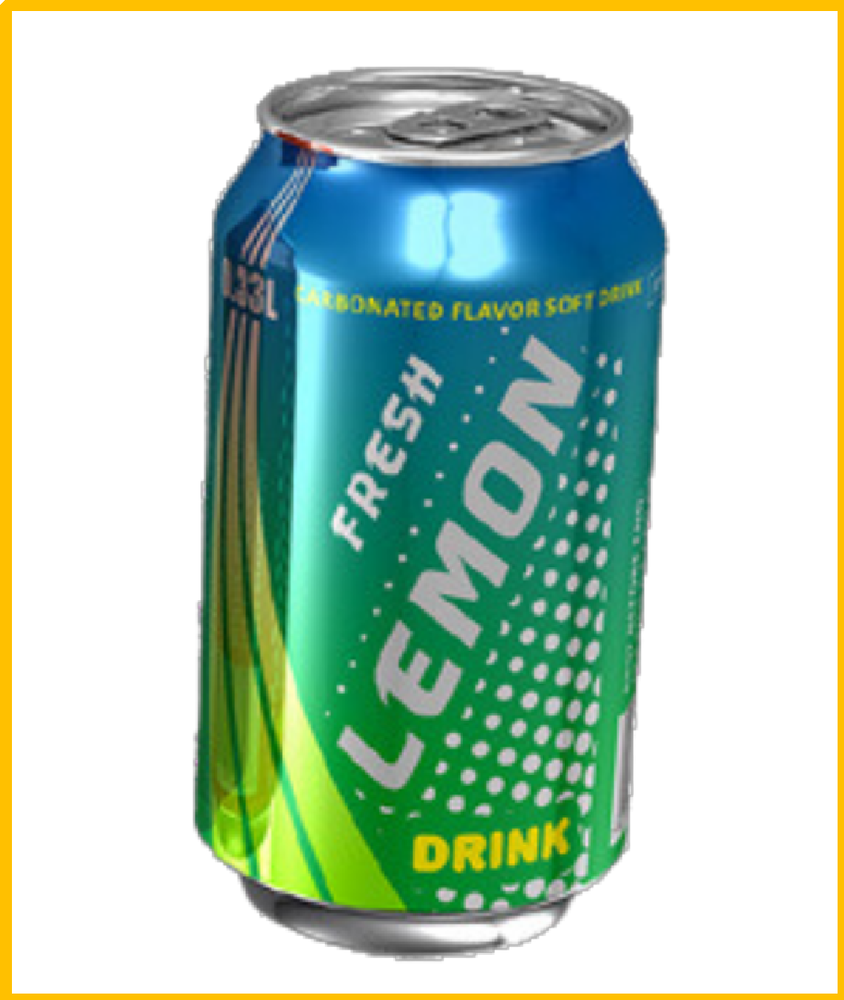 0.33L
CARBONATED FLAVOR SOFT DRINK
FRESH
LEMON
DRINK